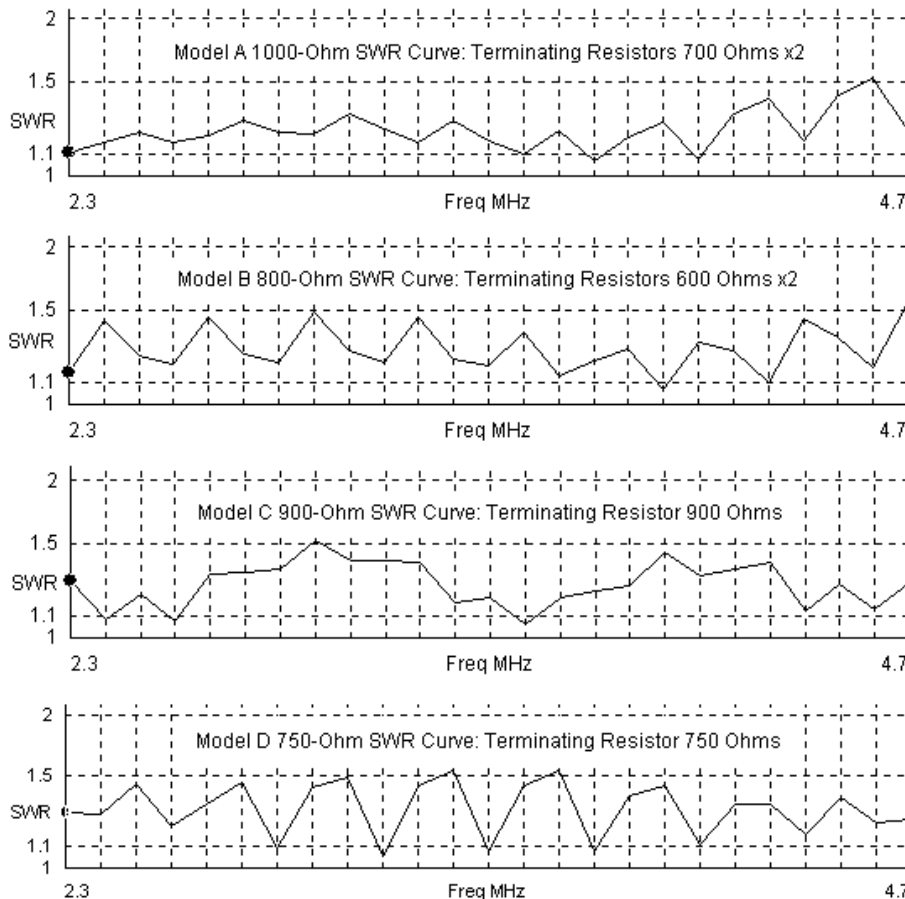 2
Model A 1000-Ohm SWR Curve: Terminating Resistors 700 Ohms x2
1.5
SWR
1.1
1
2.3 Freq MHz 4.7
2
Model B 800-Ohm SWR Curve: Terminating Resistors 600 Ohms x2
1.5
SWR
1.1
1
2.3 Freq MHz 4.7
2
Model C 900-Ohm SWR Curve: Terminating Resistor 900 Ohms
1.5
SWR
1.1
1
2.3 Freq MHz 4.7
2
Model D 750-Ohm SWR Curve: Terminating Resistor 750 Ohms
1.5
SWR
1.1
1
2.3 Freq MHz 4.7